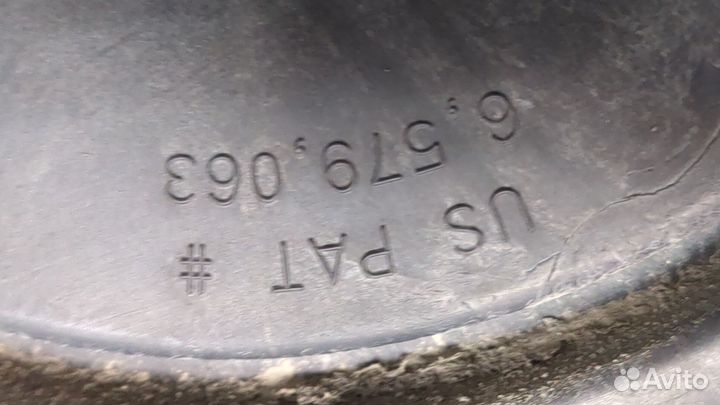 US PAT #
6,579,063
Avito